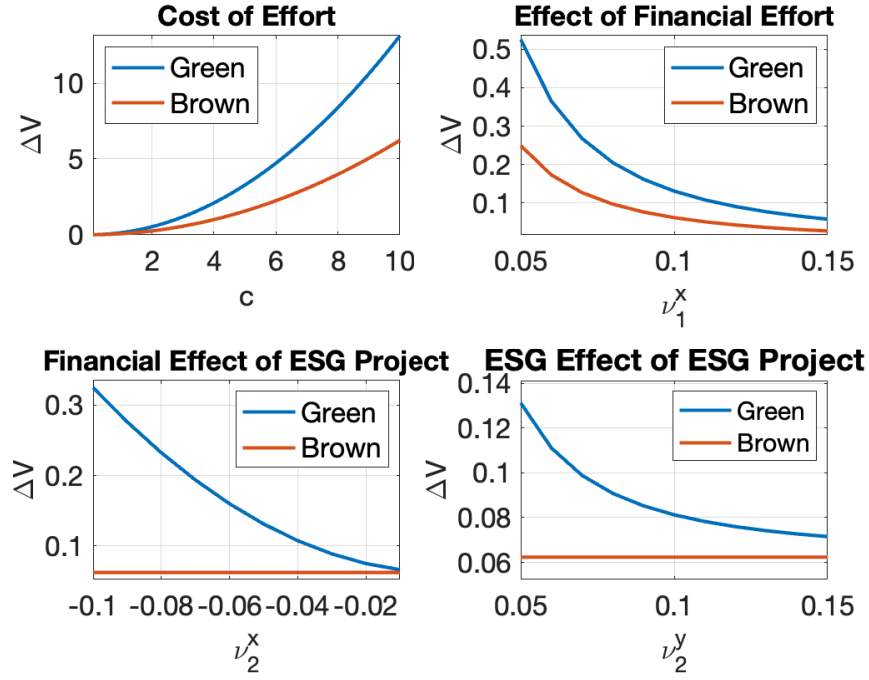 Cost of Effort
Green
Brown
ΔV
10
5
0
2
4
6
8
10
c
Effect of Financial Effort
Green
Brown
ΔV
0.5
0.4
0.3
0.2
0.1
0.05
0.1
0.15
ν₁ˣ
Financial Effect of ESG Project
Green
Brown
ΔV
0.3
0.2
0.1
-0.1
-0.08
-0.06
-0.04
-0.02
ν₂ˣ
ESG Effect of ESG Project
Green
Brown
ΔV
0.14
0.12
0.1
0.08
0.06
0.05
0.1
0.15
ν₂ʸ